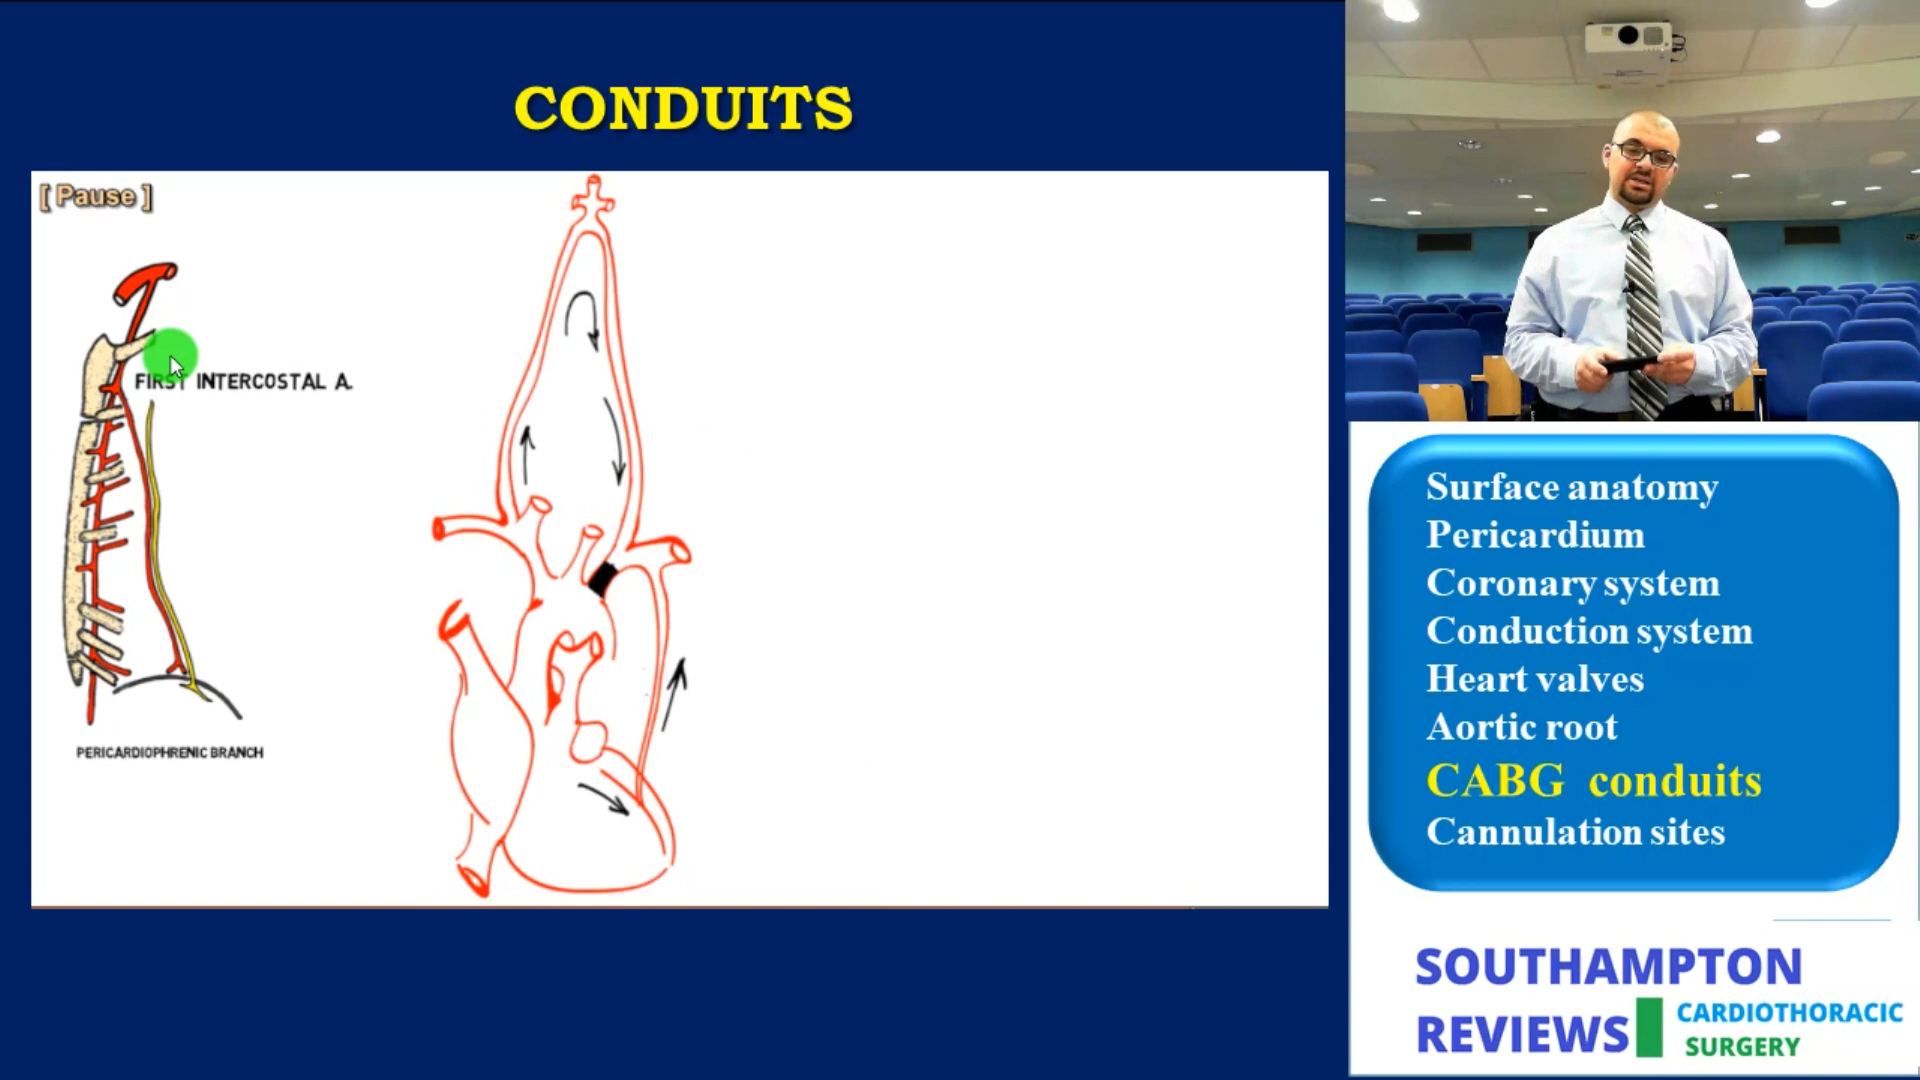 CONDUITS
[ Pause ]
FIRST INTERCOSTAL A.
PERICARDIOPHRENIC BRANCH
Surface anatomy
Pericardium
Coronary system
Conduction system
Heart valves
Aortic root
CABG conduits
Cannulation sites
SOUTHAMPTON
REVIEWS
CARDIOTHORACIC
SURGERY